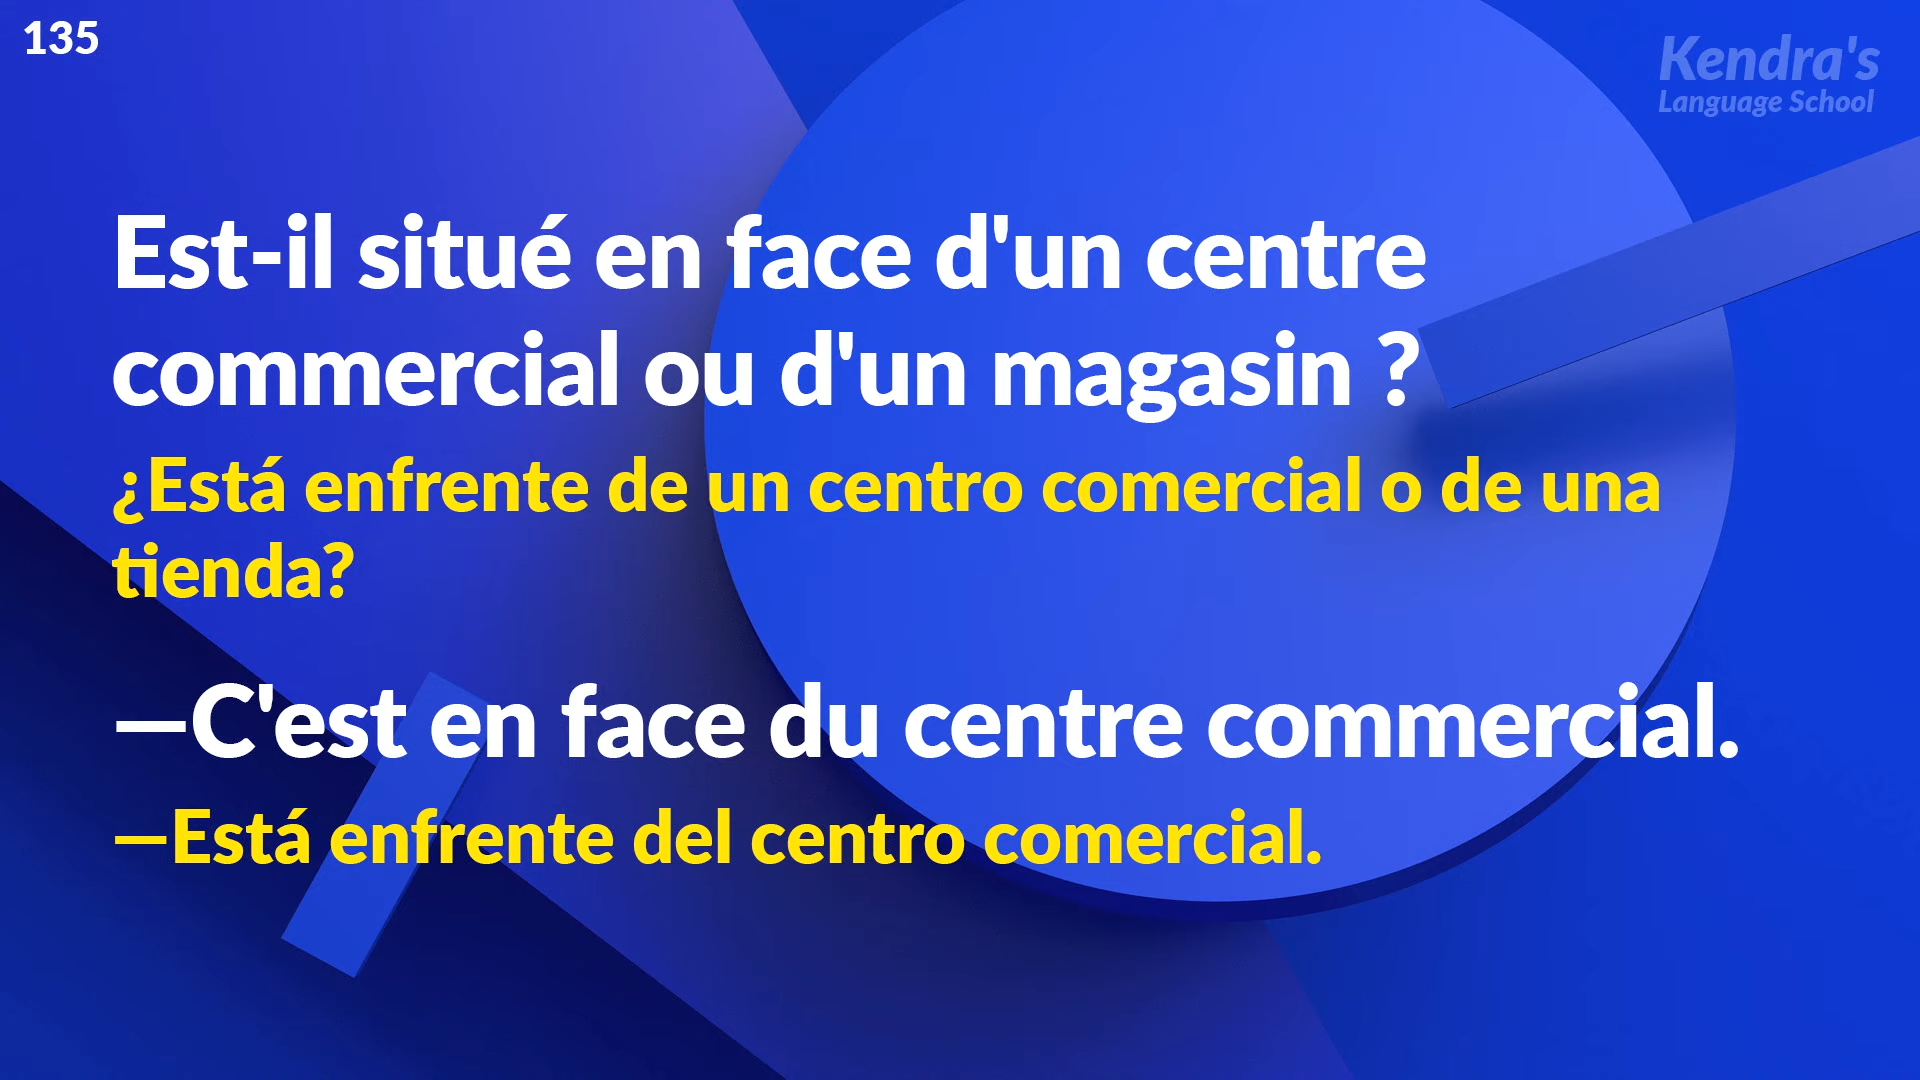 135
Kendra's
Language School
Est-il situé en face d'un centre
commercial ou d'un magasin ?
¿Está enfrente de un centro comercial o de una
tienda?
—C'est en face du centre commercial.
—Está enfrente del centro comercial.